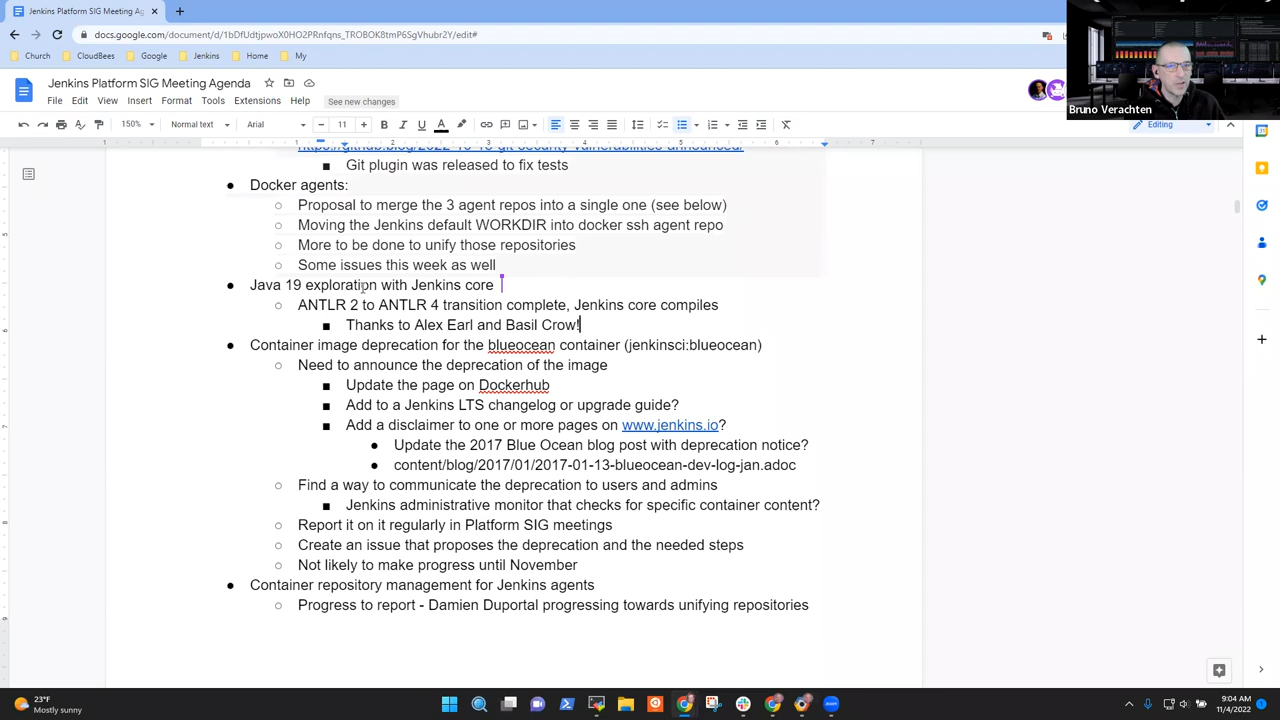 Jenkins Platform SIG Meeting Ag
docs.google.com/document/d/1bDfUdtjpwoX0HO2PRnfqns_TROBOK8tmP6SgVWbr2Yw/edit#
Church
CloudBees
Google
Jenkins
Home
My
Jenkins Platform SIG Meeting Agenda
File Edit View Insert Format Tools Extensions Help See new changes
150% Normal text Arial Editing
Bruno Verachten
Git plugin was released to fix tests
● Docker agents:
○ Proposal to merge the 3 agent repos into a single one (see below)
○ Moving the Jenkins default WORKDIR into docker ssh agent repo
○ More to be done to unify those repositories
○ Some issues this week as well
● Java 19 exploration with Jenkins core
○ ANTLR 2 to ANTLR 4 transition complete, Jenkins core compiles
■ Thanks to Alex Earl and Basil Crow!
● Container image deprecation for the blueocean container (jenkinsci:blueocean)
○ Need to announce the deprecation of the image
■ Update the page on Dockerhub
■ Add to a Jenkins LTS changelog or upgrade guide?
■ Add a disclaimer to one or more pages on www.jenkins.io?
● Update the 2017 Blue Ocean blog post with deprecation notice?
● content/blog/2017/01/2017-01-13-blueocean-dev-log-jan.adoc
○ Find a way to communicate the deprecation to users and admins
■ Jenkins administrative monitor that checks for specific container content?
○ Report it on it regularly in Platform SIG meetings
○ Create an issue that proposes the deprecation and the needed steps
○ Not likely to make progress until November
● Container repository management for Jenkins agents
○ Progress to report - Damien Duportal progressing towards unifying repositories
23°F
Mostly sunny
9:04 AM
11/4/2022